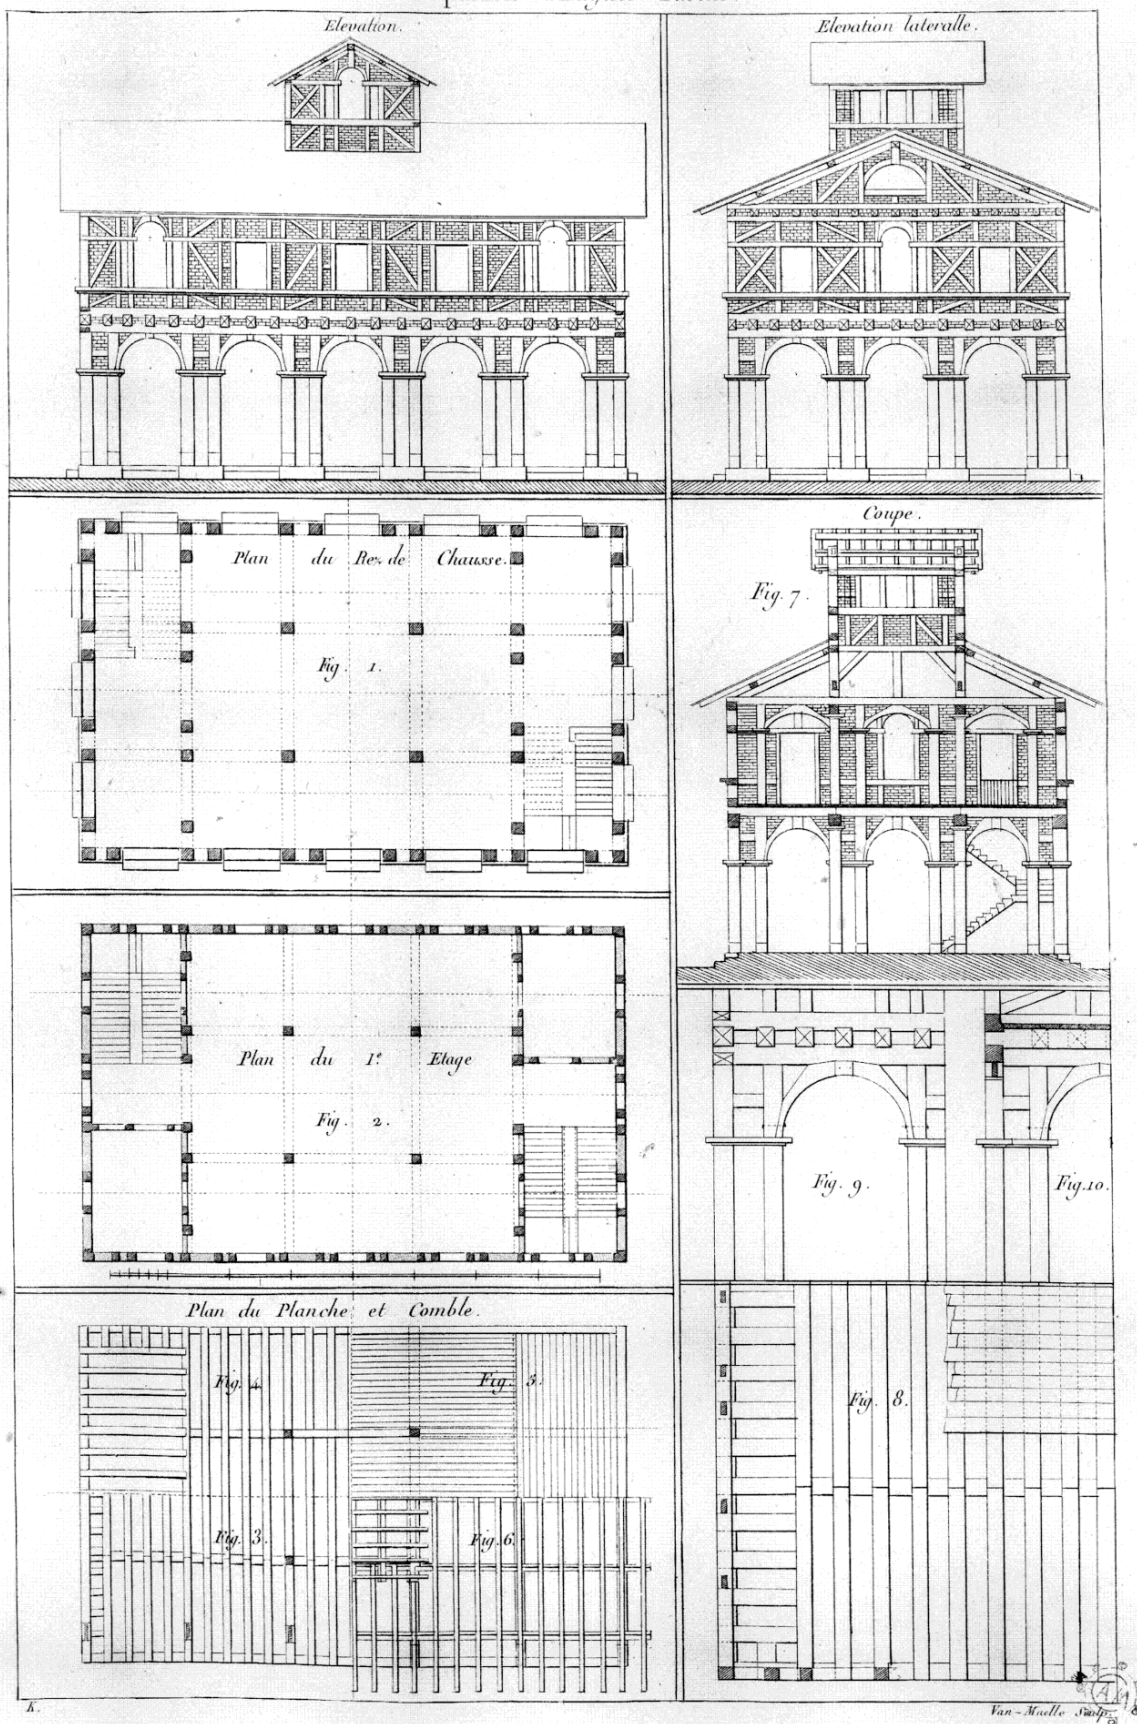 Elevation.
Elevation lateralle.
Plan du Rez de Chausse.
Fig. 1.
Coupe.
Fig. 7.
Plan du 1e Etage
Fig. 2.
Fig. 9.
Fig. 10.
Plan du Planche et Comble.
Fig. 4.
Fig. 5.
Fig. 3.
Fig. 6.
Fig. 8.
K.
Van-Maelle Sculp.